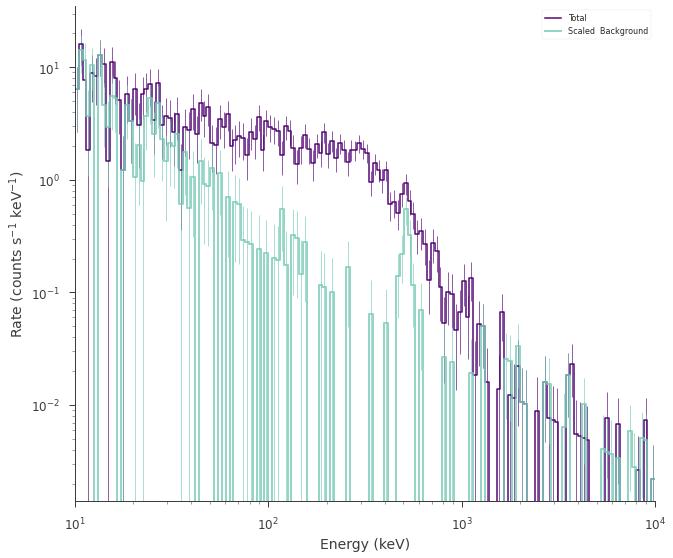 Total
Scaled Background
Rate (counts s⁻¹ keV⁻¹)
10¹
10⁰
10⁻¹
10⁻²
10¹
10²
10³
10⁴
Energy (keV)